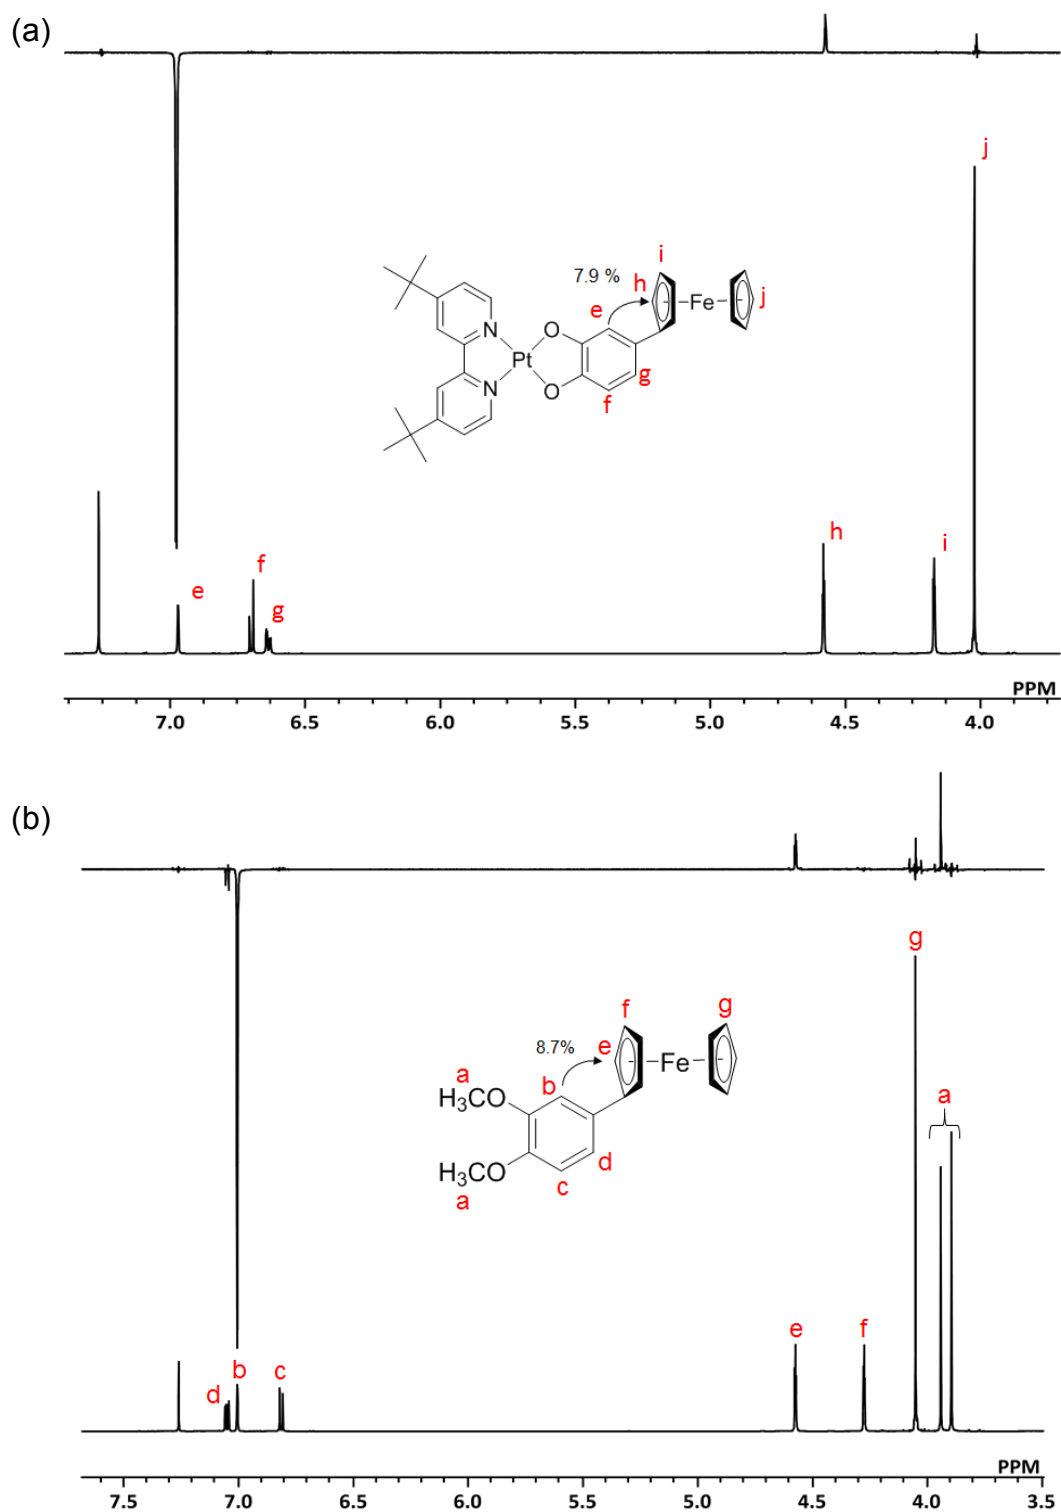 (a)
j
i
7.9 %
h
Fe
j
e
O
N
Pt
g
N
O
f
h
i
f
e
g
PPM
7.0 6.5 6.0 5.5 5.0 4.5 4.0
(b)
g
f g
8.7%
e
Fe
a
b
a
H3CO
d
H3CO
a
c
e f
b
d c
PPM
7.5 7.0 6.5 6.0 5.5 5.0 4.5 4.0 3.5